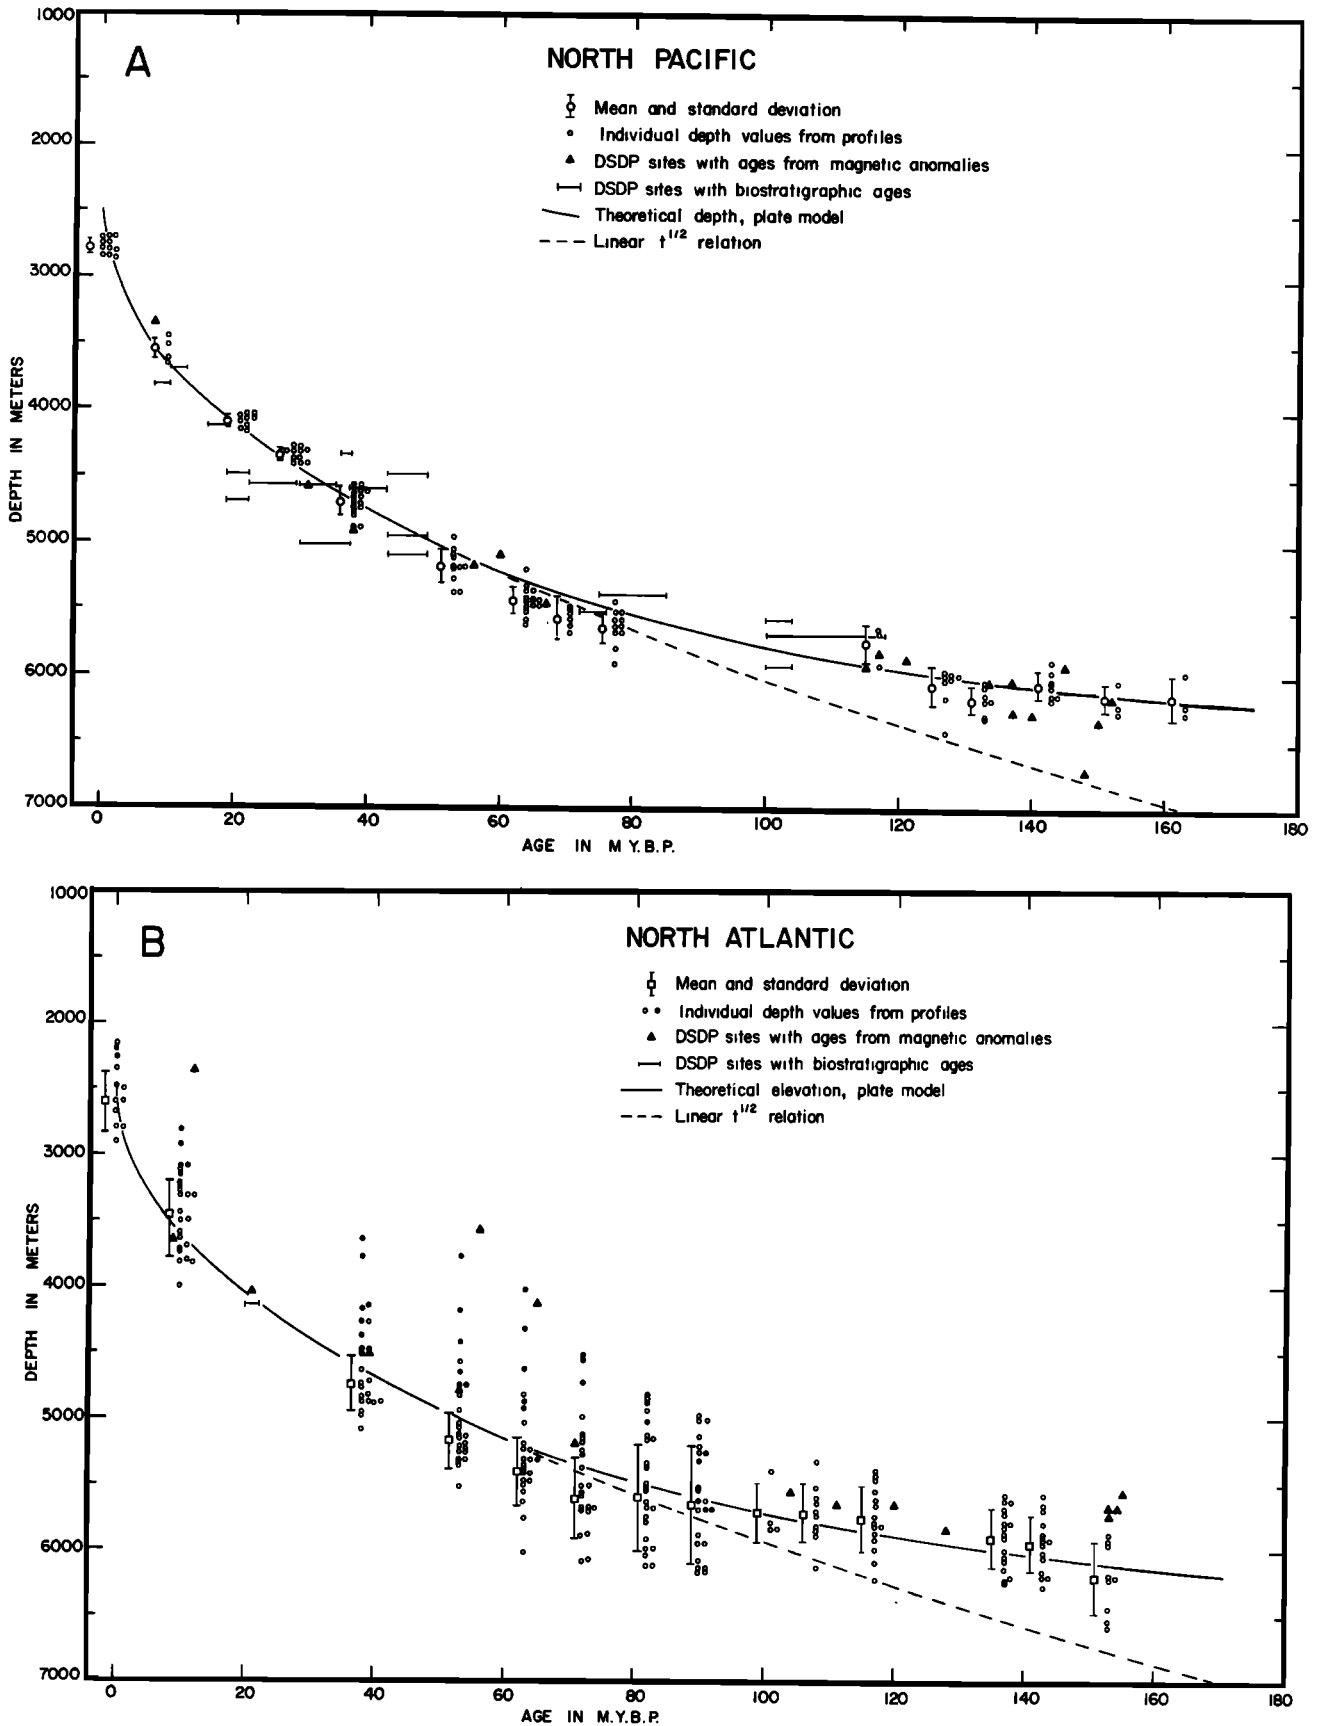 A
NORTH PACIFIC
Mean and standard deviation
Individual depth values from profiles
DSDP sites with ages from magnetic anomalies
DSDP sites with biostratigraphic ages
Theoretical depth, plate model
Linear t^1/2 relation
1000
2000
3000
4000
5000
6000
7000
DEPTH IN METERS
0 20 40 60 80 100 120 140 160 180
AGE IN M.Y.B.P.
B
NORTH ATLANTIC
Mean and standard deviation
Individual depth values from profiles
DSDP sites with ages from magnetic anomalies
DSDP sites with biostratigraphic ages
Theoretical elevation, plate model
Linear t^1/2 relation
1000
2000
3000
4000
5000
6000
7000
DEPTH IN METERS
0 20 40 60 80 100 120 140 160 180
AGE IN M.Y.B.P.